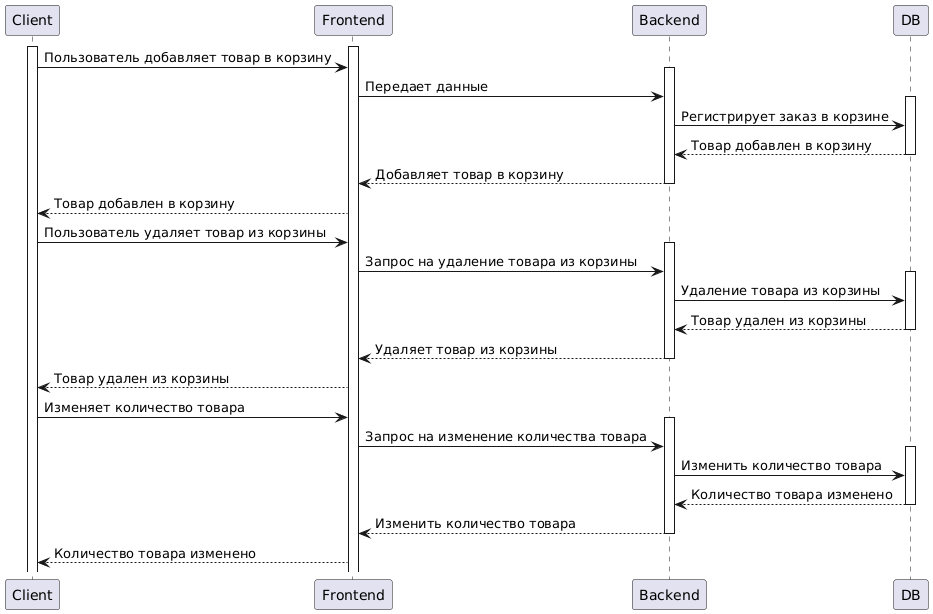 Client
Frontend
Backend
DB
Пользователь добавляет товар в корзину
Передает данные
Регистрирует заказ в корзине
Товар добавлен в корзину
Добавляет товар в корзину
Товар добавлен в корзину
Пользователь удаляет товар из корзины
Запрос на удаление товара из корзины
Удаление товара из корзины
Товар удален из корзины
Удаляет товар из корзины
Товар удален из корзины
Изменяет количество товара
Запрос на изменение количества товара
Изменить количество товара
Количество товара изменено
Изменить количество товара
Количество товара изменено
Client
Frontend
Backend
DB